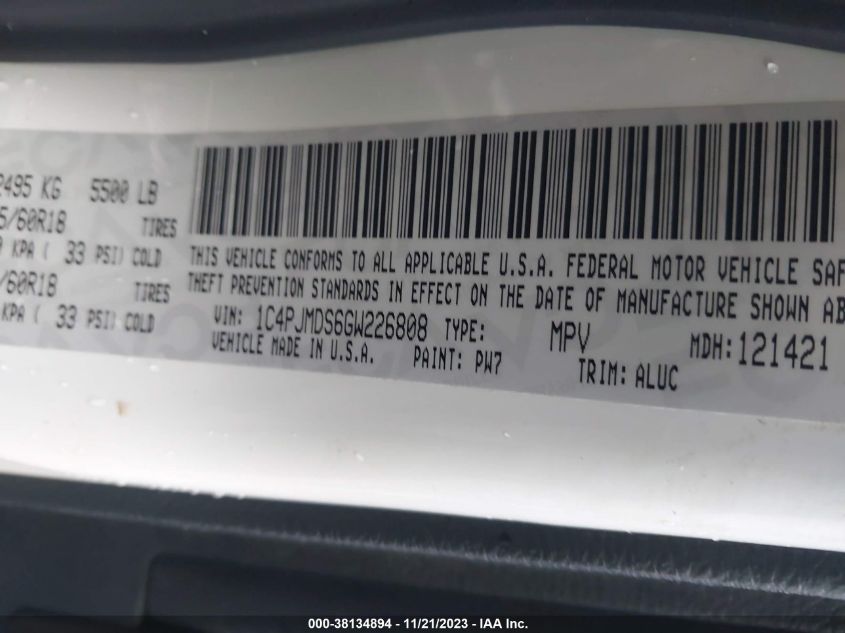 2495 KG 5500 LB
5/60R18 TIRES
KPA ( 33 PSI) COLD
/60R18 TIRES
KPA ( 33 PSI) COLD
THIS VEHICLE CONFORMS TO ALL APPLICABLE U.S.A. FEDERAL MOTOR VEHICLE SAF
THEFT PREVENTION STANDARDS IN EFFECT ON THE DATE OF MANUFACTURE SHOWN AB
VIN: 1C4PJMDS6GW226808 TYPE: MPV MDH: 121421
VEHICLE MADE IN U.S.A. PAINT: PW7 TRIM: ALUC
000-38134894 - 11/21/2023 - IAA Inc.